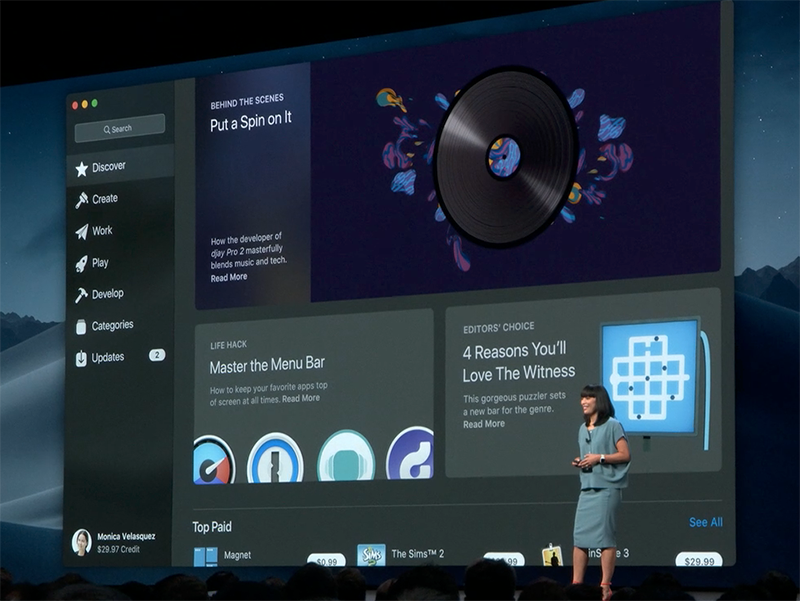 Search
Discover
Create
Work
Play
Develop
Categories
Updates
2
Monica Velasquez
$29.97 Credit
BEHIND THE SCENES
Put a Spin on It
How the developer of
djay Pro 2 masterfully
blends music and tech.
Read More
LIFE HACK
Master the Menu Bar
How to keep your favorite apps top
of screen at all times. Read More
EDITORS' CHOICE
4 Reasons You'll
Love The Witness
This gorgeous puzzler sets
a new bar for the genre.
Read More
Top Paid
See All
Magnet
$0.99
The Sims™ 2
Sims
3
$29.99